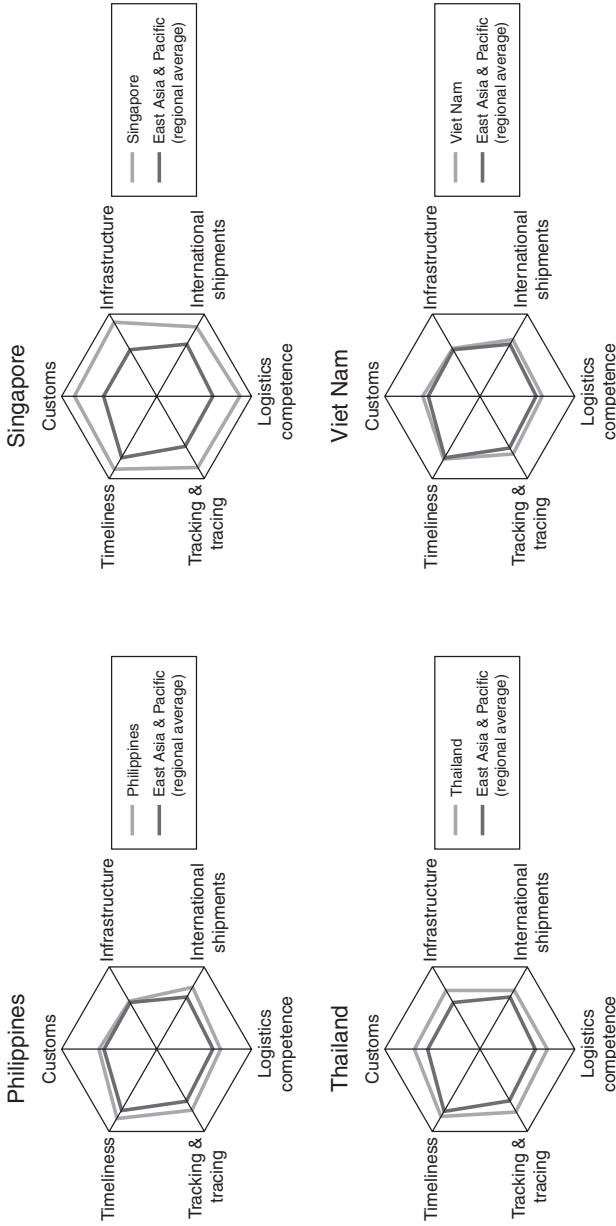 Philippines
Customs
Infrastructure
International
shipments
Logistics
competence
Tracking &
tracing
Timeliness
Philippines
East Asia & Pacific
(regional average)
Singapore
Customs
Infrastructure
International
shipments
Logistics
competence
Tracking &
tracing
Timeliness
Singapore
East Asia & Pacific
(regional average)
Thailand
Customs
Infrastructure
International
shipments
Logistics
competence
Tracking &
tracing
Timeliness
Thailand
East Asia & Pacific
(regional average)
Viet Nam
Customs
Infrastructure
International
shipments
Logistics
competence
Tracking &
tracing
Timeliness
Viet Nam
East Asia & Pacific
(regional average)